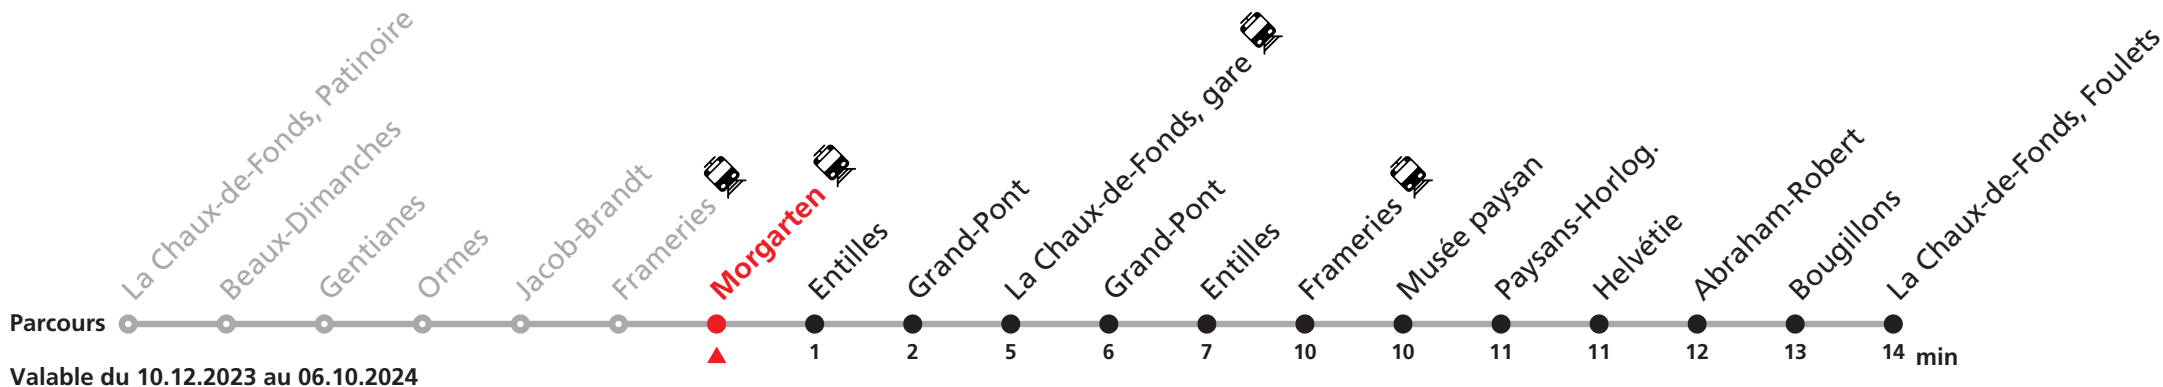 La Chaux-de-Fonds, Patinoire
Beaux-Dimanches
Gentianes
Ormes
Jacob-Brandt
Frameries
Morgarten
Entilles
Grand-Pont
La Chaux-de-Fonds, gare
Grand-Pont
Entilles
Frameries
Musée paysan
Paysans-Horlog.
Helvétie
Abraham-Robert
Bougillons
La Chaux-de-Fonds, Foulets
Parcours
1 2 5 6 7 10 10 11 11 12 13 14 min
Valable du 10.12.2023 au 06.10.2024